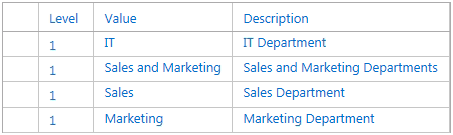 Level Value Description
1 IT IT Department
1 Sales and Marketing Sales and Marketing Departments
1 Sales Sales Department
1 Marketing Marketing Department